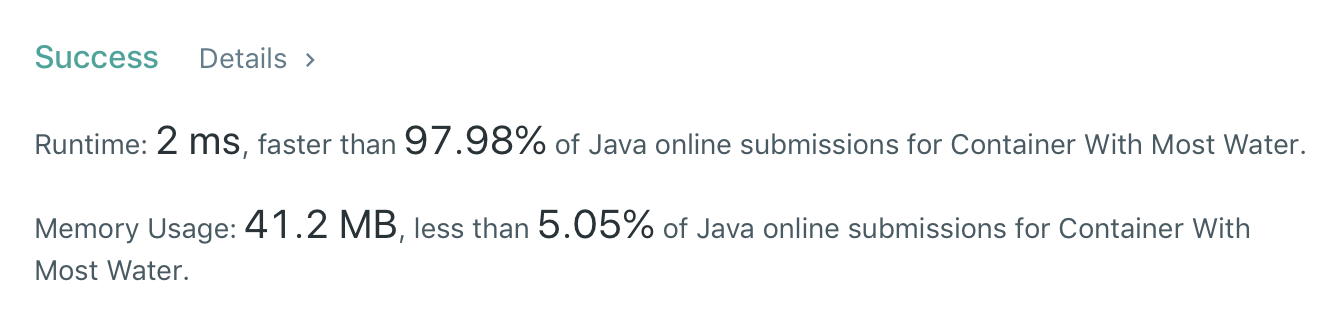 Success Details >
Runtime: 2 ms, faster than 97.98% of Java online submissions for Container With Most Water.
Memory Usage: 41.2 MB, less than 5.05% of Java online submissions for Container With
Most Water.